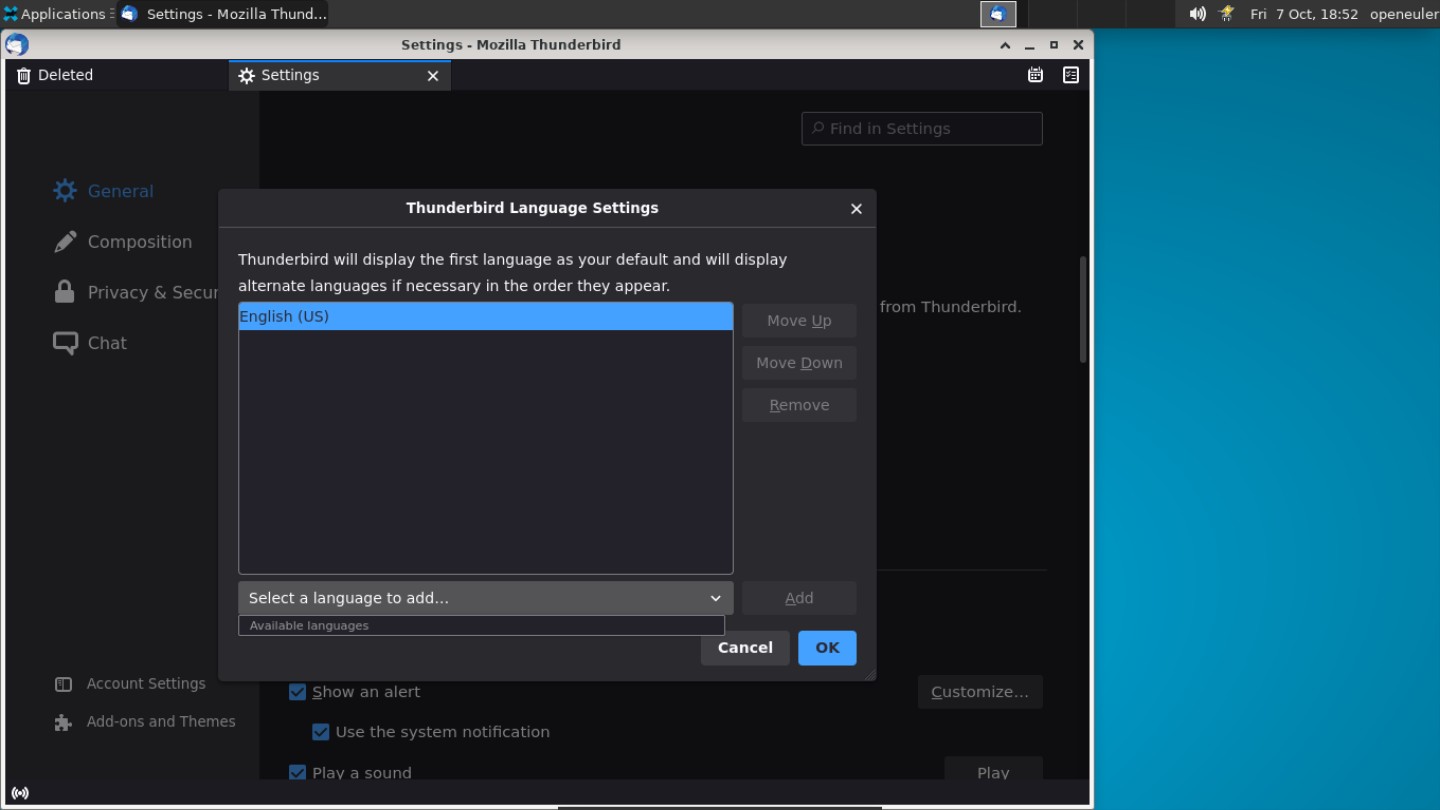 Applications
Settings - Mozilla Thund...
Fri 7 Oct, 18:52
openeuler
Settings - Mozilla Thunderbird
Deleted
Settings
Find in Settings
General
Composition
Privacy & Secur
Chat
Account Settings
Add-ons and Themes
Thunderbird Language Settings
Thunderbird will display the first language as your default and will display
alternate languages if necessary in the order they appear.
English (US)
Move Up
Move Down
Remove
Select a language to add...
Add
Available languages
Cancel
OK
from Thunderbird.
Show an alert
Customize...
Use the system notification
Play a sound
Play